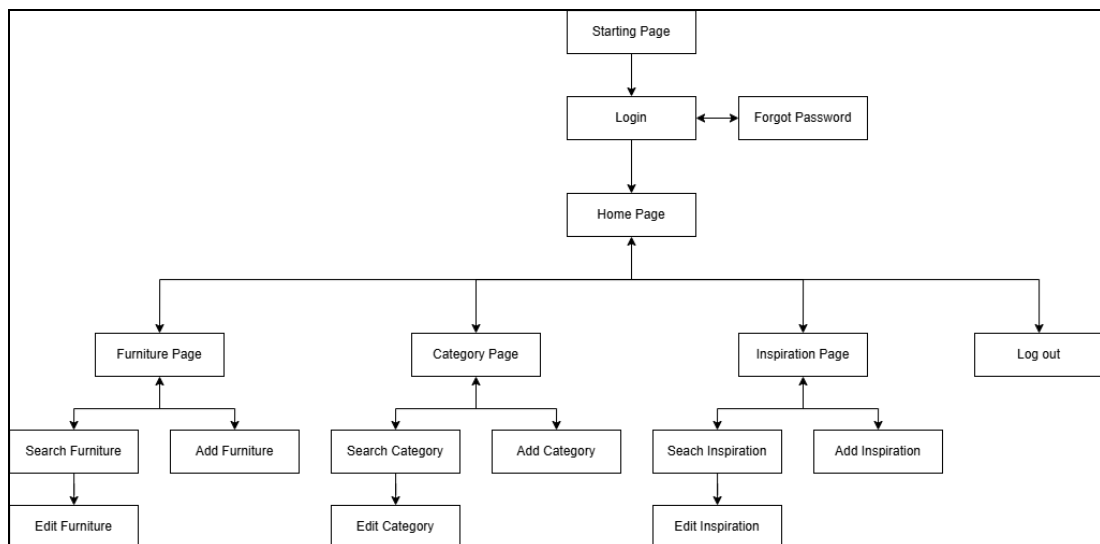 Starting Page
Login
Forgot Password
Home Page
Furniture Page
Category Page
Inspiration Page
Log out
Search Furniture
Add Furniture
Search Category
Add Category
Seach Inspiration
Add Inspiration
Edit Furniture
Edit Category
Edit Inspiration